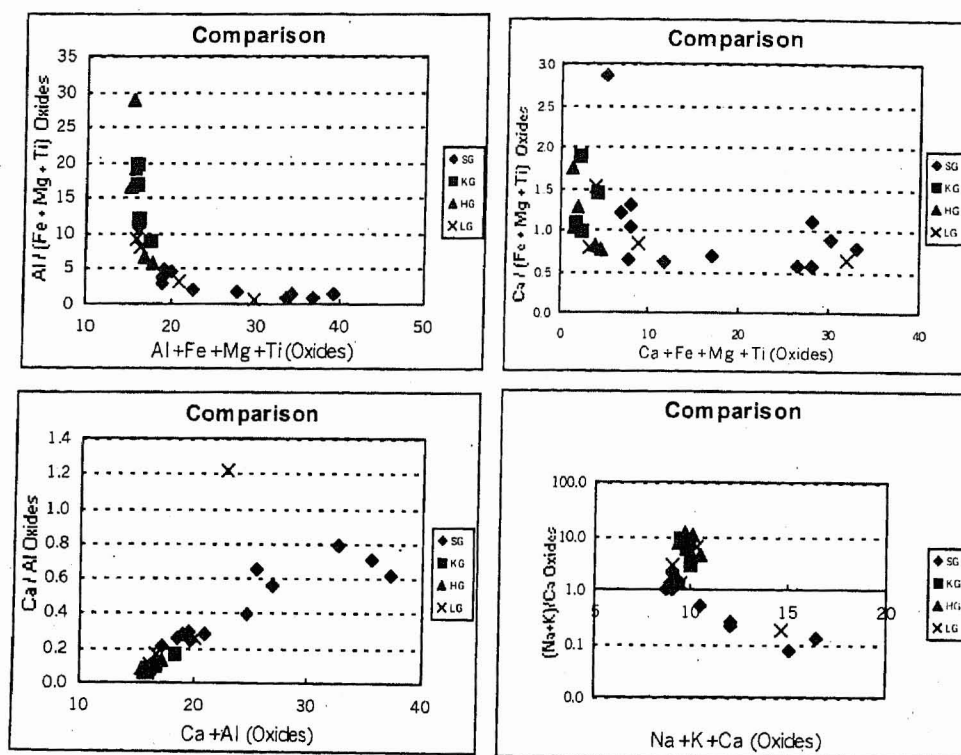 Comparison
Al / (Fe + Mg + Ti) Oxides
35
30
25
20
15
10
5
0
10 20 30 40 50
Al+Fe+Mg+Ti (Oxides)
SG
KG
HG
LG
Comparison
Ca / (Fe + Mg + Ti) Oxides
3.0
2.5
2.0
1.5
1.0
0.5
0.0
0 10 20 30 40
Ca+Fe+Mg+Ti (Oxides)
SG
KG
HG
LG
Comparison
Ca / Al Oxides
1.4
1.2
1.0
0.8
0.6
0.4
0.2
0.0
10 20 30 40
Ca+Al (Oxides)
SG
KG
HG
LG
Comparison
(Na+K)/Ca Oxides
100.0
10.0
1.0
0.1
0.0
5 10 15 20
Na+K+Ca (Oxides)
SG
KG
HG
LG